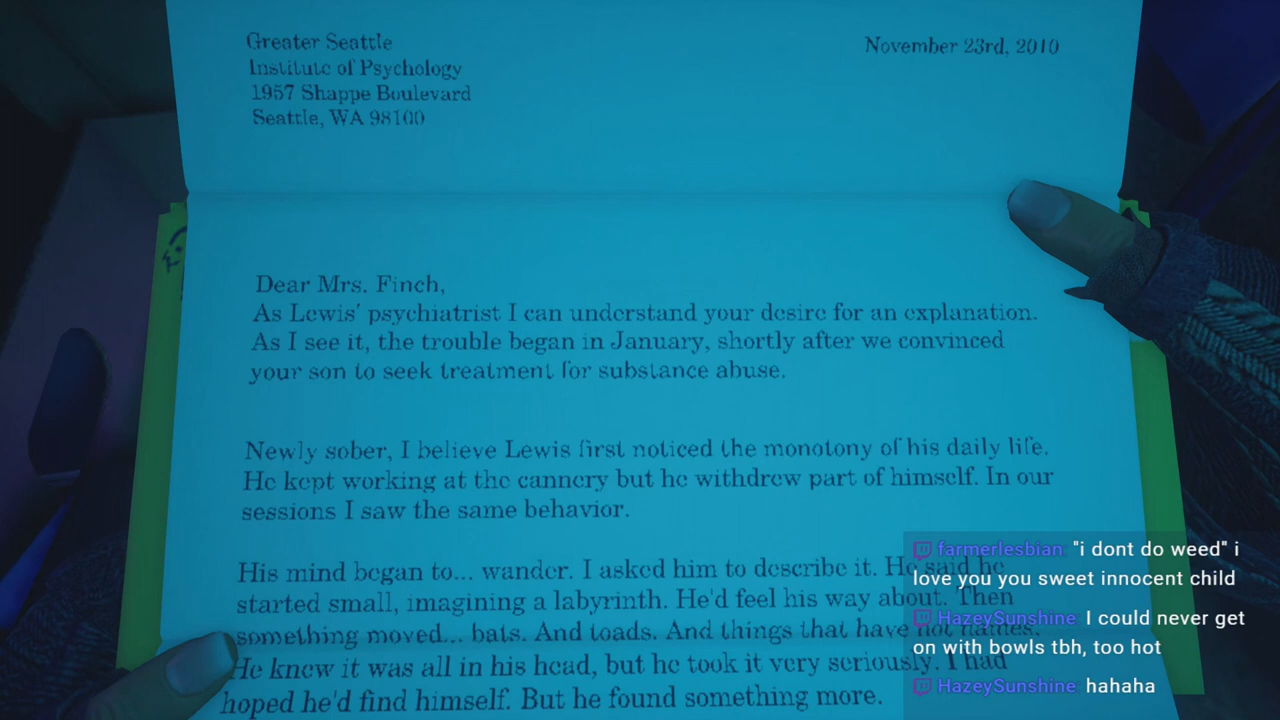 Greater Seattle
Institute of Psychology
1957 Shappe Boulevard
Seattle, WA 98100
November 23rd, 2010
Dear Mrs. Finch,
As Lewis' psychiatrist I can understand your desire for an explanation.
As I see it, the trouble began in January, shortly after we convinced
your son to seek treatment for substance abuse.
Newly sober, I believe Lewis first noticed the monotony of his daily life.
He kept working at the cannery but he withdrew part of himself. In our
sessions I saw the same behavior.
His mind began to... wander. I asked him to describe it. He said he
started small, imagining a labyrinth. He'd feel his way about. Then
something moved... bats. And toads. And things that have not names.
He knew it was all in his head, but he took it very seriously. I had
hoped he'd find himself. But he found something more.
farmerlesbian "i dont do weed" i
love you you sweet innocent child
HazeySunshine I could never get
on with bowls tbh, too hot
HazeySunshine hahaha